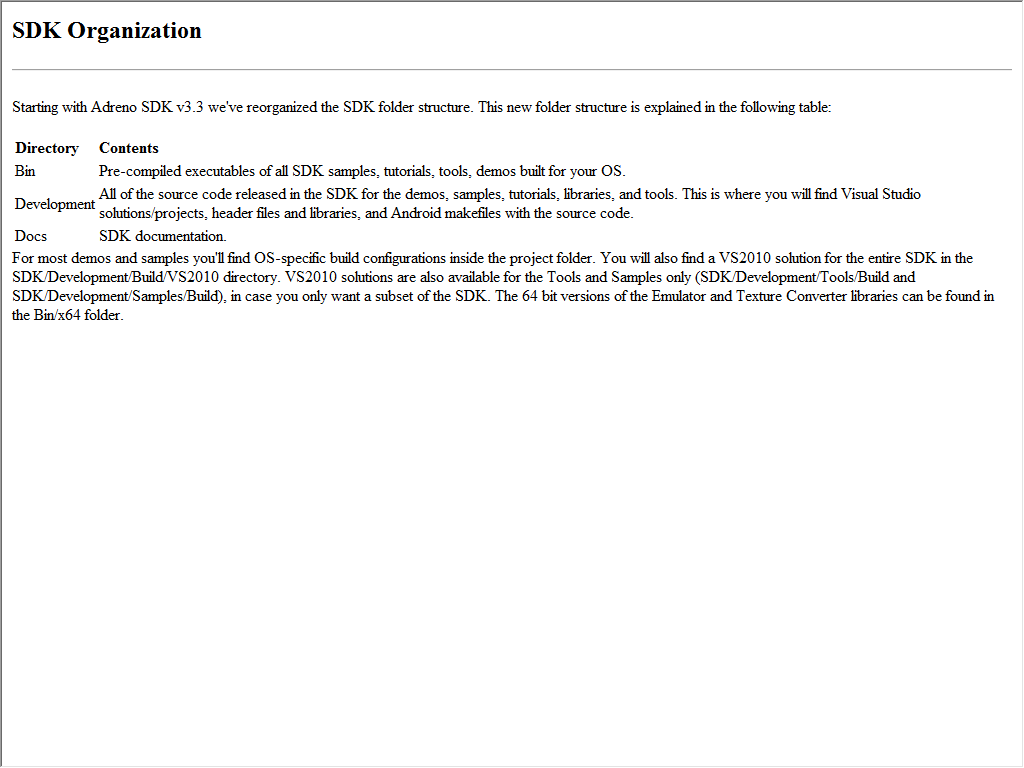 SDK Organization
Starting with Adreno SDK v3.3 we've reorganized the SDK folder structure. This new folder structure is explained in the following table:
Directory Contents
Bin Pre-compiled executables of all SDK samples, tutorials, tools, demos built for your OS.
Development All of the source code released in the SDK for the demos, samples, tutorials, libraries, and tools. This is where you will find Visual Studio
solutions/projects, header files and libraries, and Android makefiles with the source code.
Docs SDK documentation.
For most demos and samples you'll find OS-specific build configurations inside the project folder. You will also find a VS2010 solution for the entire SDK in the
SDK/Development/Build/VS2010 directory. VS2010 solutions are also available for the Tools and Samples only (SDK/Development/Tools/Build and
SDK/Development/Samples/Build), in case you only want a subset of the SDK. The 64 bit versions of the Emulator and Texture Converter libraries can be found in
the Bin/x64 folder.